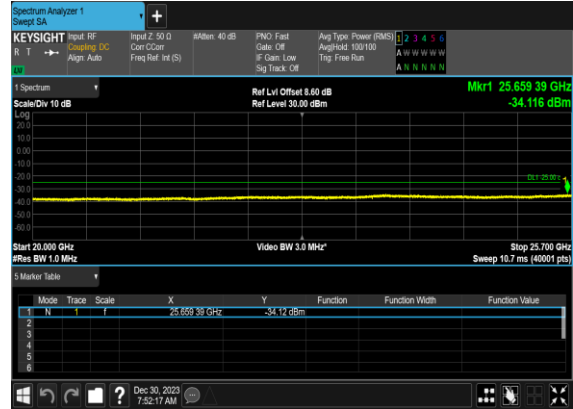 Spectrum Analyzer 1
Swept SA
KEYSIGHT Input: RF Input Z: 50 Ω #Atten: 40 dB PNO: Fast Avg Type: Power (RMS) 1 2 3 4 5 6
R T Coupling: DC Corr CCorr Gate: Off Avg|Hold: 100/100 A W W W W W
Align: Auto Freq Ref: Int (S) IF Gain: Low Trig: Free Run
LM Sig Track: Off A N N N N N
1 Spectrum
Ref Lvl Offset 8.60 dB Mkr1 25.659 39 GHz
Scale/Div 10 dB Ref Level 30.00 dBm -34.116 dBm
Log
20.0
10.0
0.00
-10.0
-20.0
DL1 -25.00
-30.0
-40.0
-50.0
-60.0
Start 20.000 GHz Video BW 3.0 MHz* Stop 25.700 GHz
#Res BW 1.0 MHz Sweep 10.7 ms (40001 pts)
5 Marker Table
Mode Trace Scale X Y Function Function Width Function Value
1 N 1 f 25.659 39 GHz -34.12 dBm
2
3
4
5
6
? Dec 30, 2023
7:52:17 AM